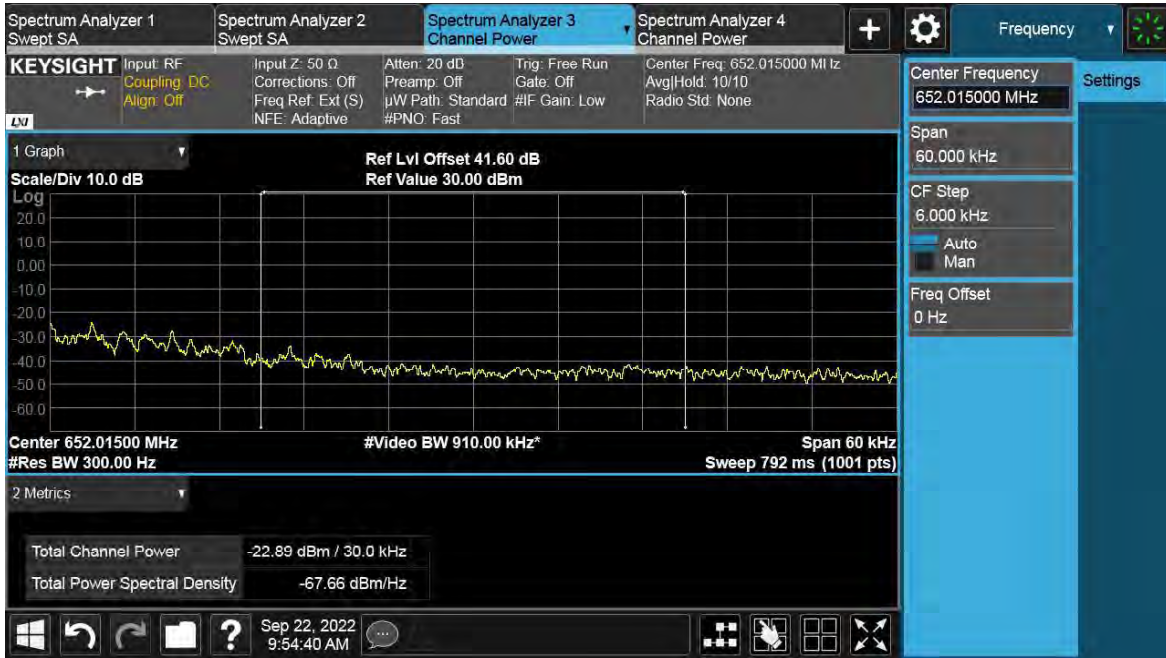 Spectrum Analyzer 1
Swept SA
Spectrum Analyzer 2
Swept SA
Spectrum Analyzer 3
Channel Power
Spectrum Analyzer 4
Channel Power
+
Frequency
KEYSIGHT
LXI
Input: RF
Coupling: DC
Align: Off
Input Z: 50 Ω
Corrections: Off
Freq Ref: Ext (S)
NFE: Adaptive
Atten: 20 dB
Preamp: Off
µW Path: Standard
#PNO: Fast
Trig: Free Run
Gate: Off
#IF Gain: Low
Center Freq: 652.015000 MHz
Avg|Hold: 10/10
Radio Std: None
Center Frequency
652.015000 MHz
Settings
Span
60.000 kHz
CF Step
6.000 kHz
Auto
Man
Freq Offset
0 Hz
1 Graph
Scale/Div 10.0 dB
Ref Lvl Offset 41.60 dB
Ref Value 30.00 dBm
Log
20.0
10.0
0.00
-10.0
-20.0
-30.0
-40.0
-50.0
-60.0
Center 652.01500 MHz
#Res BW 300.00 Hz
#Video BW 910.00 kHz*
Span 60 kHz
Sweep 792 ms (1001 pts)
2 Metrics
Total Channel Power -22.89 dBm / 30.0 kHz
Total Power Spectral Density -67.66 dBm/Hz
?
Sep 22, 2022
9:54:40 AM